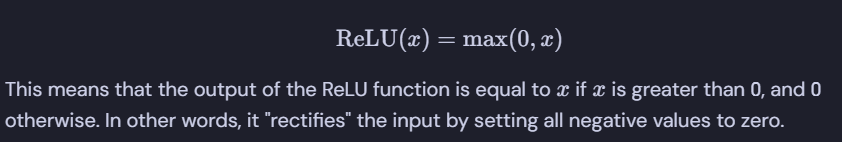 ReLU(x) = max(0, x)
This means that the output of the ReLU function is equal to x if x is greater than 0, and 0
otherwise. In other words, it "rectifies" the input by setting all negative values to zero.